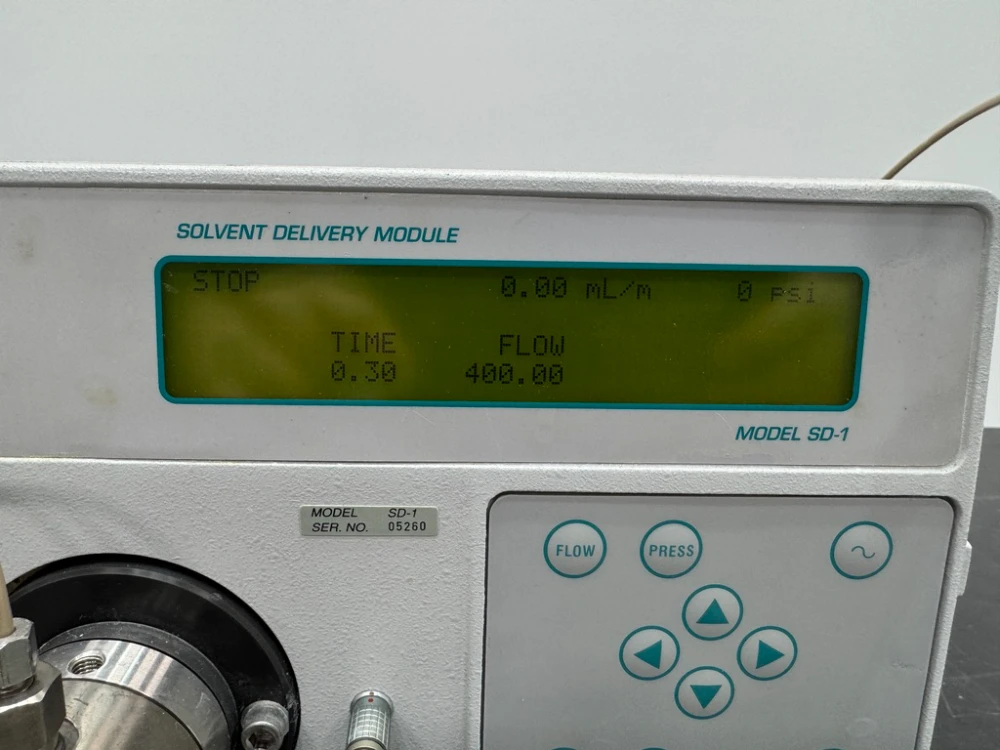 SOLVENT DELIVERY MODULE
STOP 0.00 mL/m 0 psi
TIME FLOW
0.30 400.00
MODEL SD-1
MODEL SD-1
SER. NO. 05260
FLOW PRESS